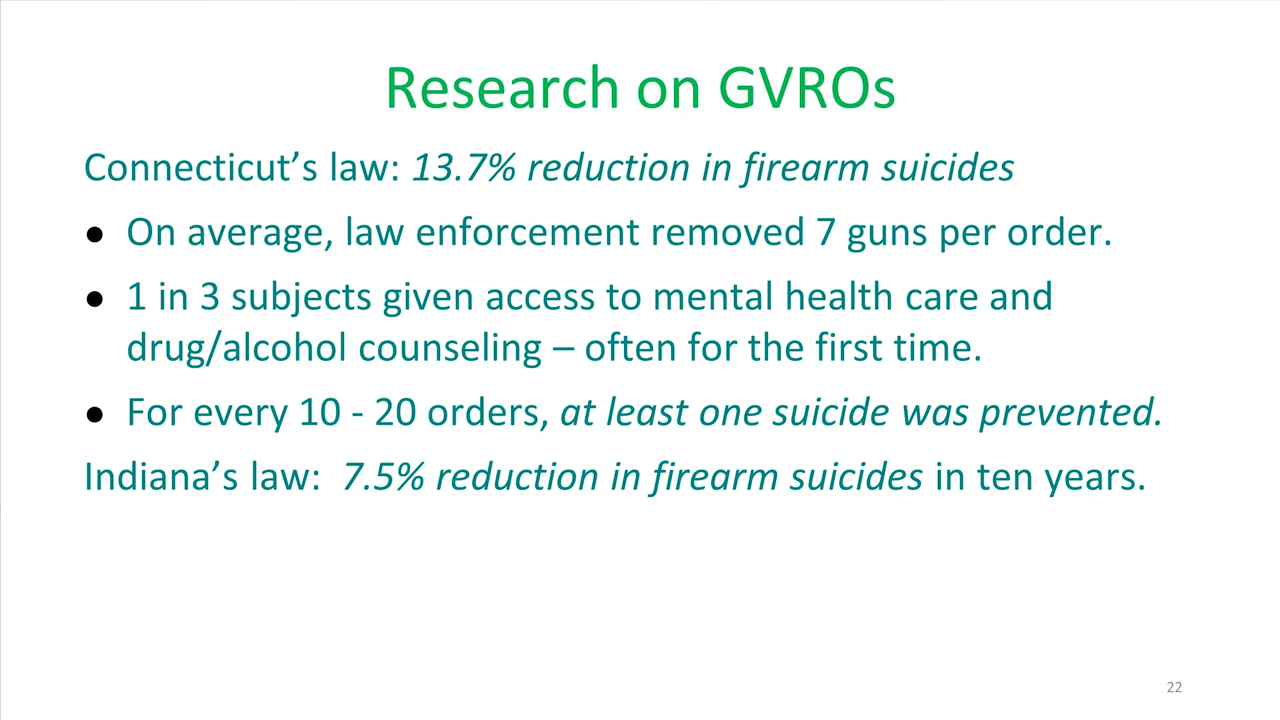 Research on GVROs
Connecticut’s law: 13.7% reduction in firearm suicides
● On average, law enforcement removed 7 guns per order.
● 1 in 3 subjects given access to mental health care and
drug/alcohol counseling – often for the first time.
● For every 10 - 20 orders, at least one suicide was prevented.
Indiana’s law:  7.5% reduction in firearm suicides in ten years.
22